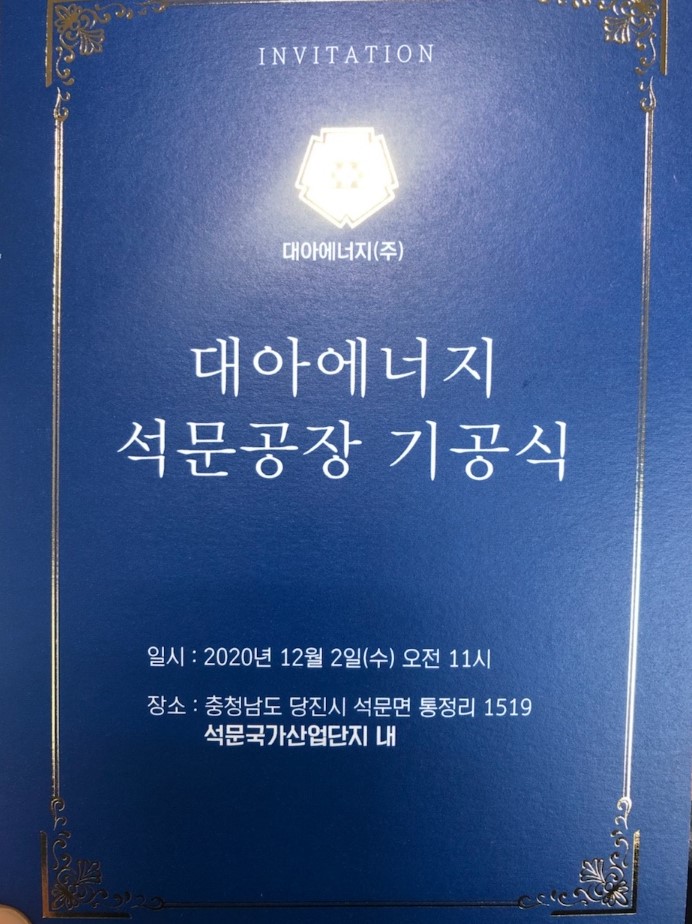 INVITATION
대아에너지(주)
대아에너지
석문공장 기공식
일시 : 2020년 12월 2일(수) 오전 11시
장소 : 충청남도 당진시 석문면 통정리 1519
석문국가산업단지 내